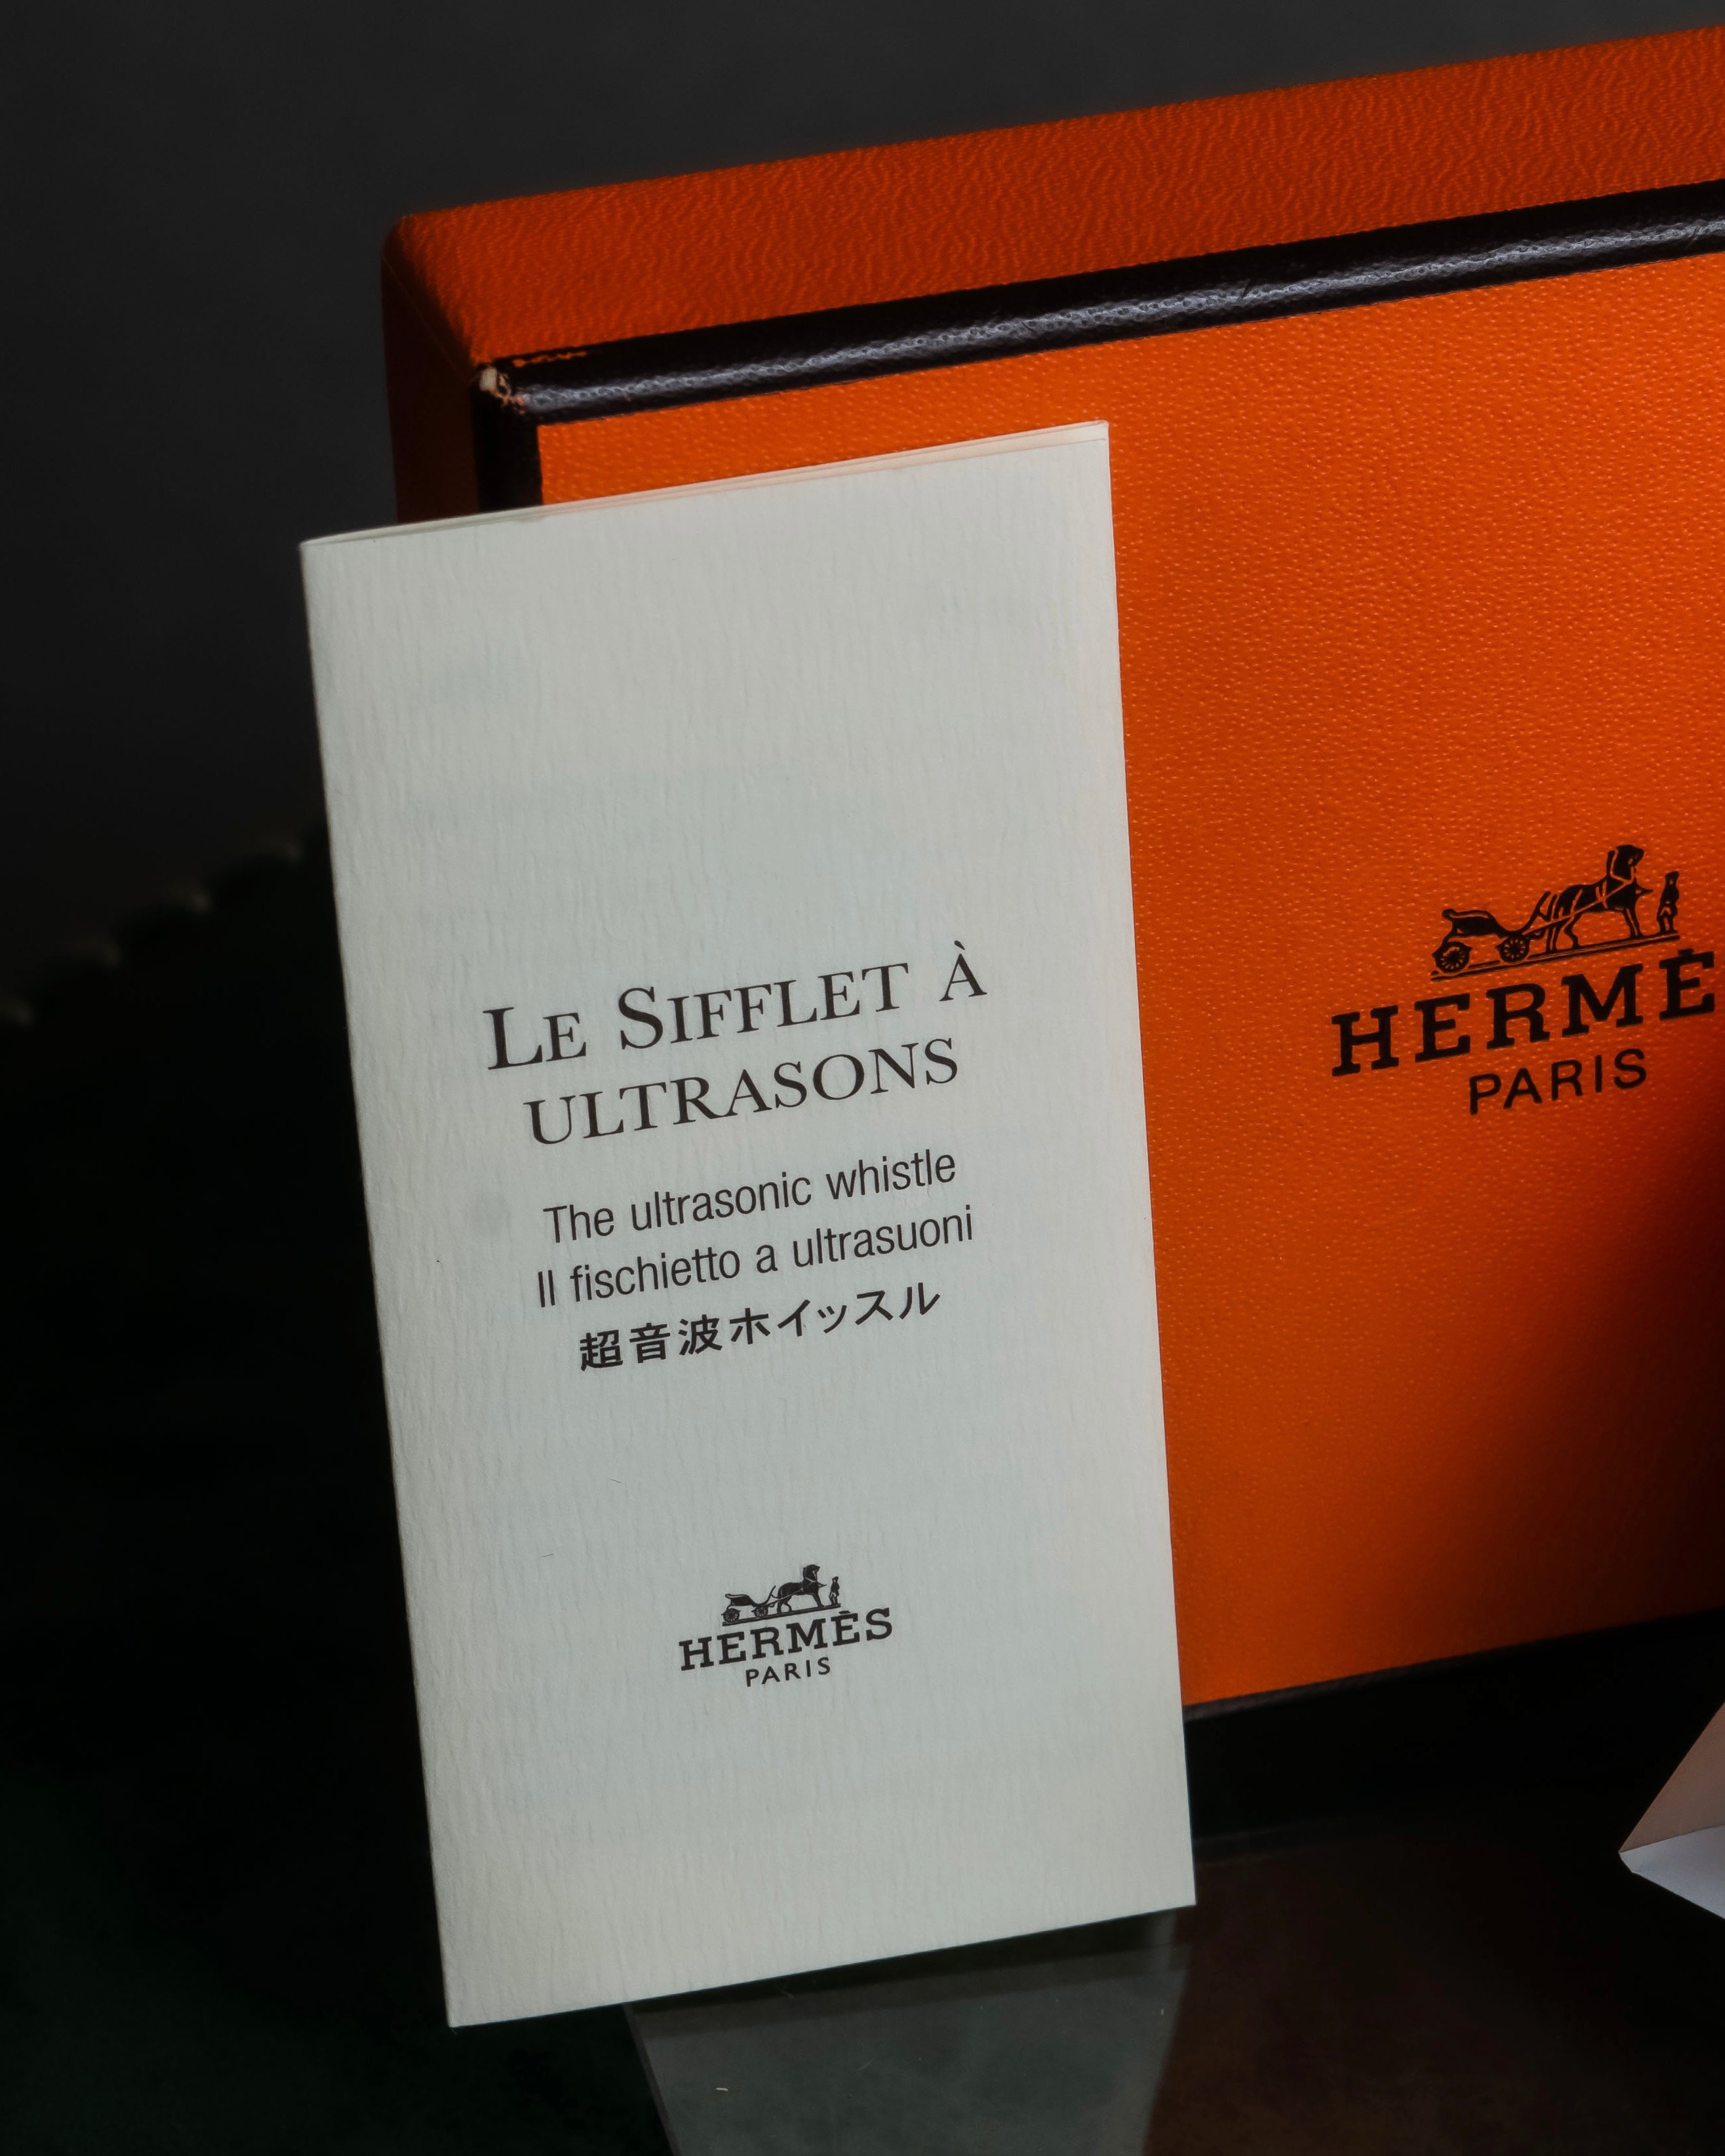 LE SIFFLET À
ULTRASONS
The ultrasonic whistle
Il fischietto a ultrasuoni
超音波ホイッスル
HERMÈS
PARIS
HERMÈ
PARIS